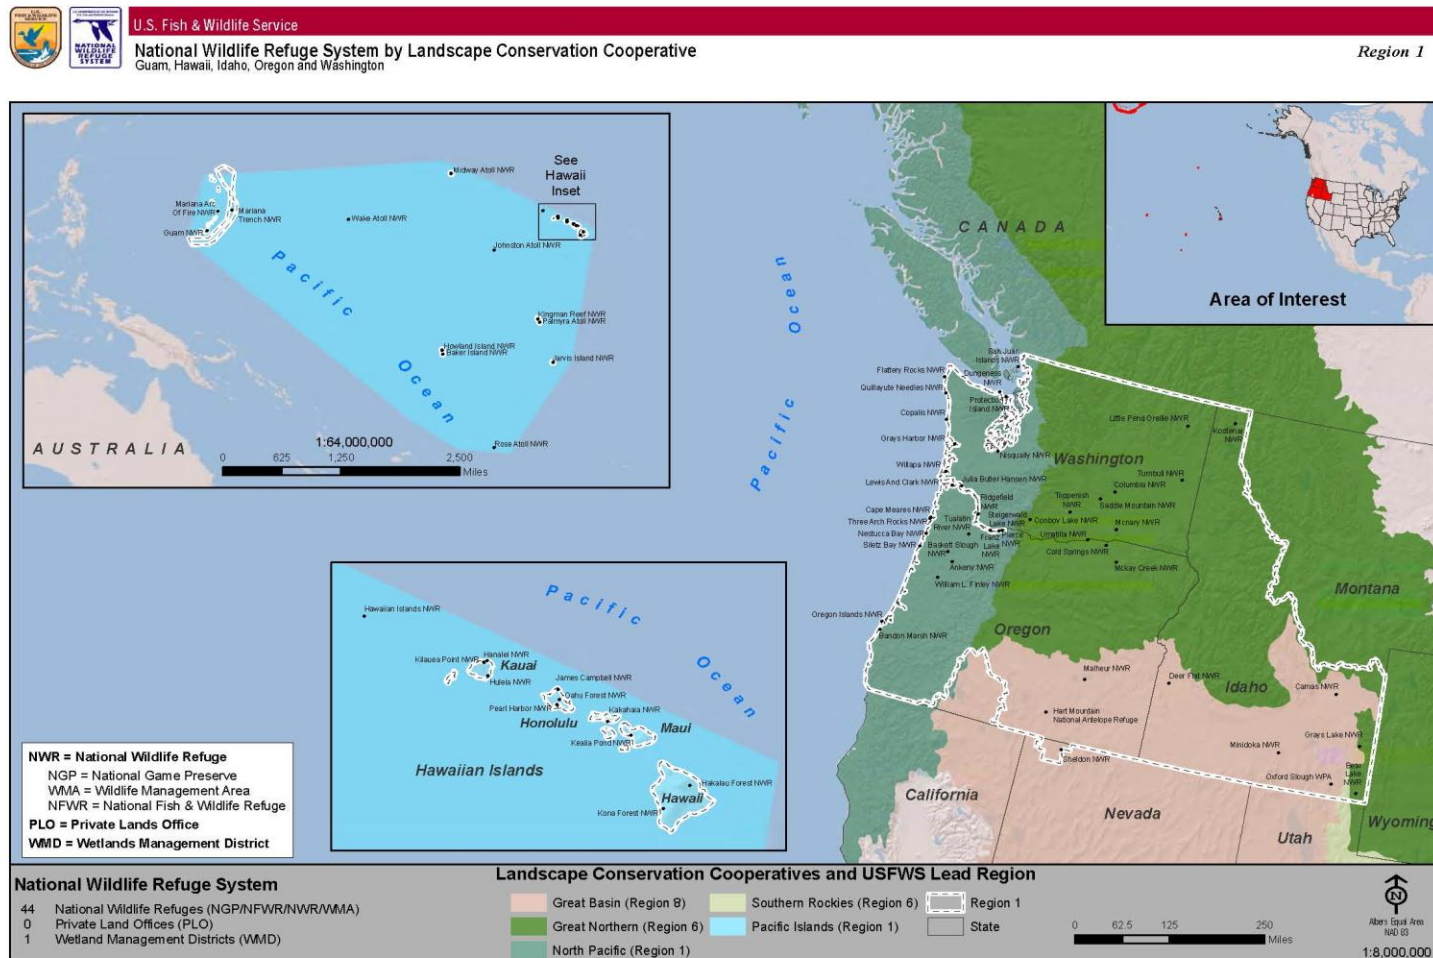 U.S. FISH & WILDLIFE SERVICE
NATIONAL WILDLIFE REFUGE SYSTEM
U.S. Fish & Wildlife Service
National Wildlife Refuge System by Landscape Conservation Cooperative
Region 1
Guam, Hawaii, Idaho, Oregon and Washington
See
Hawaii
Inset
Midway Atoll NWR
Mariana Arc
Of Fire NWR
Mariana
Trench NWR
Wake Atoll NWR
Guam NWR
Johnston Atoll NWR
Pacific
Ocean
Kingman Reef NWR
Palmyra Atoll NWR
Howland Island NWR
Baker Island NWR
Jarvis Island NWR
Rose Atoll NWR
AUSTRALIA
1:64,000,000
0 625 1,250 2,500
Miles
Pacific Ocean
CANADA
Area of Interest
San Juan
Islands NWR
Flattery Rocks NWR
Dungeness
NWR
Quillayute Needles NWR
Protection
Island NWR
Copalis NWR
Little Pend Oreille NWR
Kootenai
NWR
Grays Harbor NWR
Nisqually NWR
Washington
Willapa NWR
Turnbull NWR
Lewis And Clark NWR
Julia Butler Hansen NWR
Columbia NWR
Ridgefield
NWR
Toppenish
NWR
Saddle Mountain NWR
Cape Meares NWR
Three Arch Rocks NWR
Tualatin
River NWR
Steigerwald
Lake NWR
Conboy Lake NWR
Mcnary NWR
Nestucca Bay NWR
Franz
Lake NWR
Pierce
NWR
Umatilla NWR
Siletz Bay NWR
Baskett Slough
NWR
Cold Springs NWR
Ankeny NWR
Mckay Creek NWR
William L. Finley NWR
Montana
Oregon Islands NWR
Bandon Marsh NWR
Oregon
Malheur NWR
Deer Flat NWR
Idaho
Camas NWR
Hart Mountain
National Antelope Refuge
Grays Lake NWR
Minidoka NWR
Sheldon NWR
Bear
Lake
NWR
Oxford Slough WPA
California
Nevada
Utah
Wyoming
Pacific
Ocean
Hawaiian Islands NWR
Kilauea Point NWR
Hanalei NWR
Kauai
Huleia NWR
James Campbell NWR
Oahu Forest NWR
Pearl Harbor NWR
Kakahaia NWR
Honolulu
Maui
Kealia Pond NWR
Hawaiian Islands
Hakalau Forest NWR
Hawaii
Kona Forest NWR
NWR = National Wildlife Refuge
NGP = National Game Preserve
WMA = Wildlife Management Area
NFWR = National Fish & Wildlife Refuge
PLO = Private Lands Office
WMD = Wetlands Management District
National Wildlife Refuge System
44 National Wildlife Refuges (NGP/NFWR/NWR/WMA)
0 Private Land Offices (PLO)
1 Wetland Management Districts (WMD)
Landscape Conservation Cooperatives and USFWS Lead Region
Great Basin (Region 8)
Southern Rockies (Region 6)
Region 1
Great Northern (Region 6)
Pacific Islands (Region 1)
State
North Pacific (Region 1)
0 62.5 125 250
Miles
N
Albers Equal Area
NAD 83
1:8,000,000